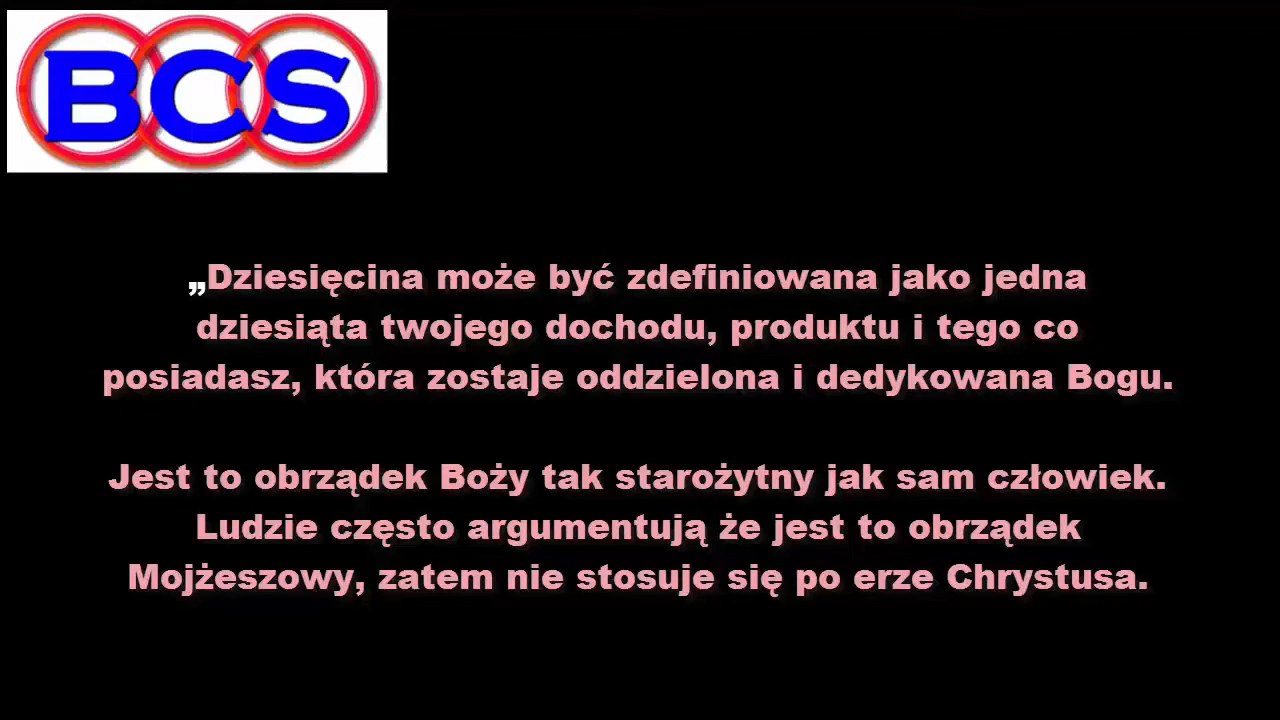 BCS
„Dziesięcina może być zdefiniowana jako jedna
dziesiąta twojego dochodu, produktu i tego co
posiadasz, która zostaje oddzielona i dedykowana Bogu.
Jest to obrządek Boży tak starożytny jak sam człowiek.
Ludzie często argumentują że jest to obrządek
Mojżeszowy, zatem nie stosuje się po erze Chrystusa.